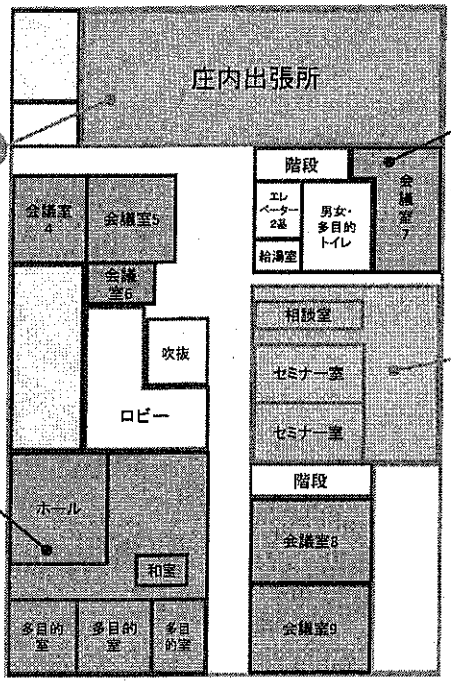 庄内出張所
階段
会議
室
7
エレ
ベーター
2基
男女・
多目的
トイレ
給湯室
会議室
4
会議室5
会議
室6
相談室
吹抜
セミナー室
ロビー
セミナー室
階段
ホール
会議室8
和室
多目的
室
多目的
室
多目
的室
会議室9